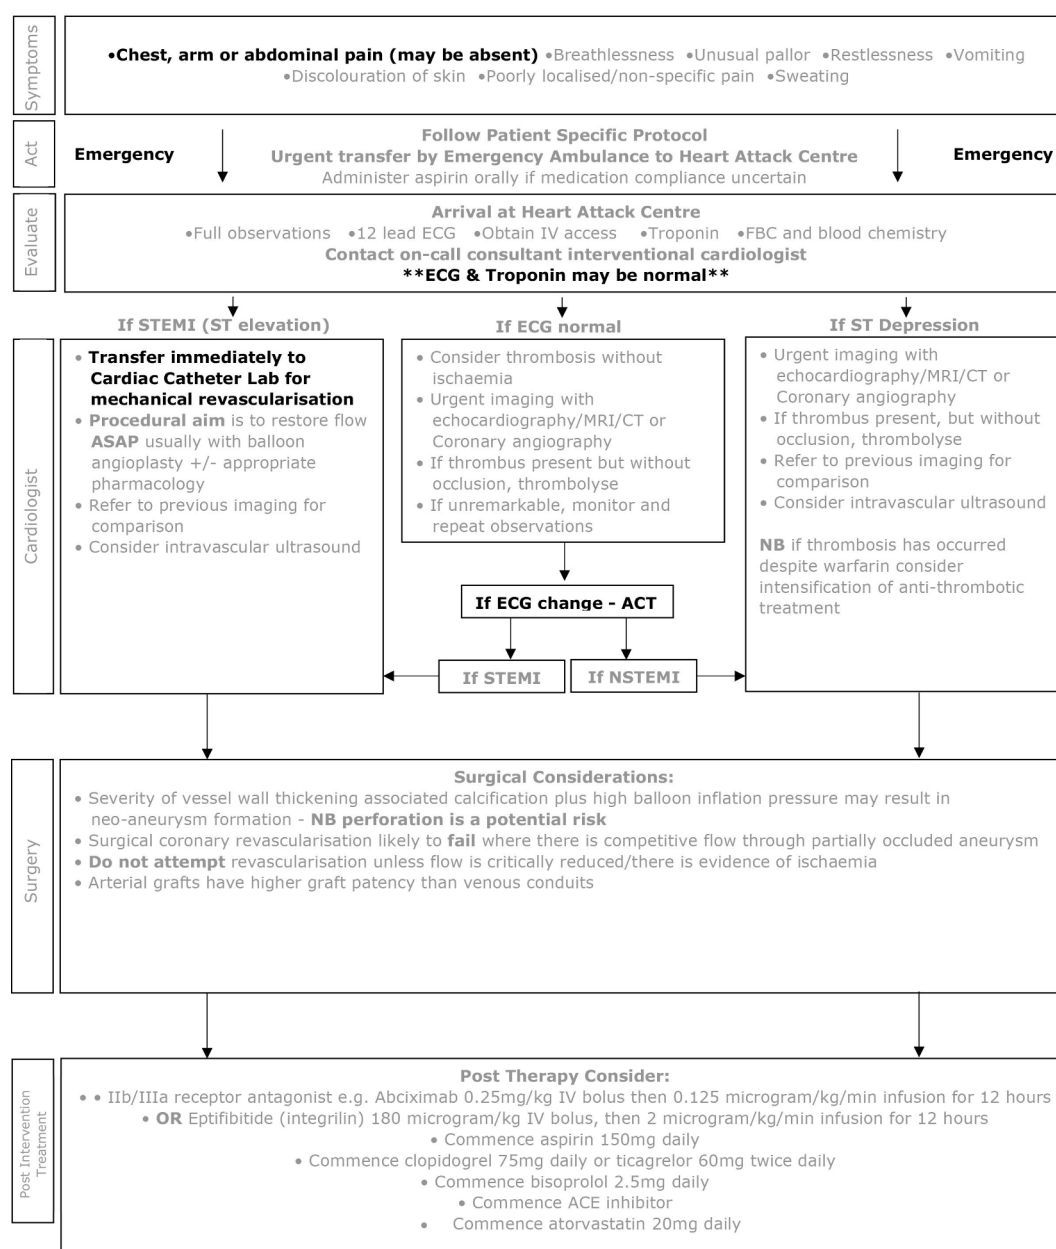 Symptoms
•Chest, arm or abdominal pain (may be absent) •Breathlessness •Unusual pallor •Restlessness •Vomiting
•Discolouration of skin •Poorly localised/non-specific pain •Sweating
Act
Emergency
Follow Patient Specific Protocol
Urgent transfer by Emergency Ambulance to Heart Attack Centre
Administer aspirin orally if medication compliance uncertain
Emergency
Evaluate
Arrival at Heart Attack Centre
•Full observations •12 lead ECG •Obtain IV access •Troponin •FBC and blood chemistry
Contact on-call consultant interventional cardiologist
**ECG & Troponin may be normal**
Cardiologist
If STEMI (ST elevation)
• Transfer immediately to
Cardiac Catheter Lab for
mechanical revascularisation
• Procedural aim is to restore flow
ASAP usually with balloon
angioplasty +/- appropriate
pharmacology
• Refer to previous imaging for
comparison
• Consider intravascular ultrasound
If ECG normal
• Consider thrombosis without
ischaemia
• Urgent imaging with
echocardiography/MRI/CT or
Coronary angiography
• If thrombus present but without
occlusion, thrombolyse
• If unremarkable, monitor and
repeat observations
If ECG change - ACT
If STEMI
If NSTEMI
If ST Depression
• Urgent imaging with
echocardiography/MRI/CT or
Coronary angiography
• If thrombus present, but without
occlusion, thrombolyse
• Refer to previous imaging for
comparison
• Consider intravascular ultrasound
NB if thrombosis has occurred
despite warfarin consider
intensification of anti-thrombotic
treatment
Surgery
Surgical Considerations:
• Severity of vessel wall thickening associated calcification plus high balloon inflation pressure may result in
neo-aneurysm formation - NB perforation is a potential risk
• Surgical coronary revascularisation likely to fail where there is competitive flow through partially occluded aneurysm
• Do not attempt revascularisation unless flow is critically reduced/there is evidence of ischaemia
• Arterial grafts have higher graft patency than venous conduits
Post Intervention
Treatment
Post Therapy Consider:
• • IIb/IIIa receptor antagonist e.g. Abciximab 0.25mg/kg IV bolus then 0.125 microgram/kg/min infusion for 12 hours
• OR Eptifibitide (integrilin) 180 microgram/kg IV bolus, then 2 microgram/kg/min infusion for 12 hours
• Commence aspirin 150mg daily
• Commence clopidogrel 75mg daily or ticagrelor 60mg twice daily
• Commence bisoprolol 2.5mg daily
• Commence ACE inhibitor
• Commence atorvastatin 20mg daily